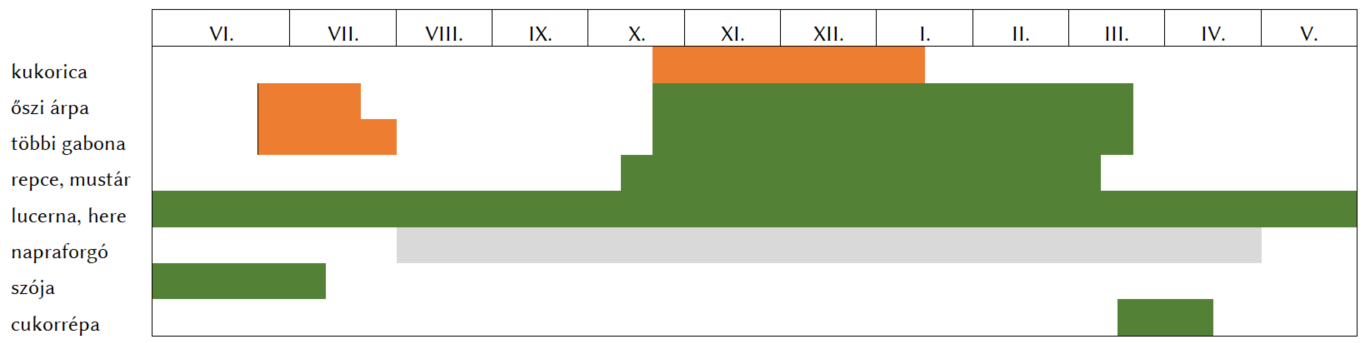 VI. VII. VIII. IX. X. XI. XII. I. II. III. IV. V.
kukorica
őszi árpa
többi gabona
repce, mustár
lucerna, here
napraforgó
szója
cukorrépa